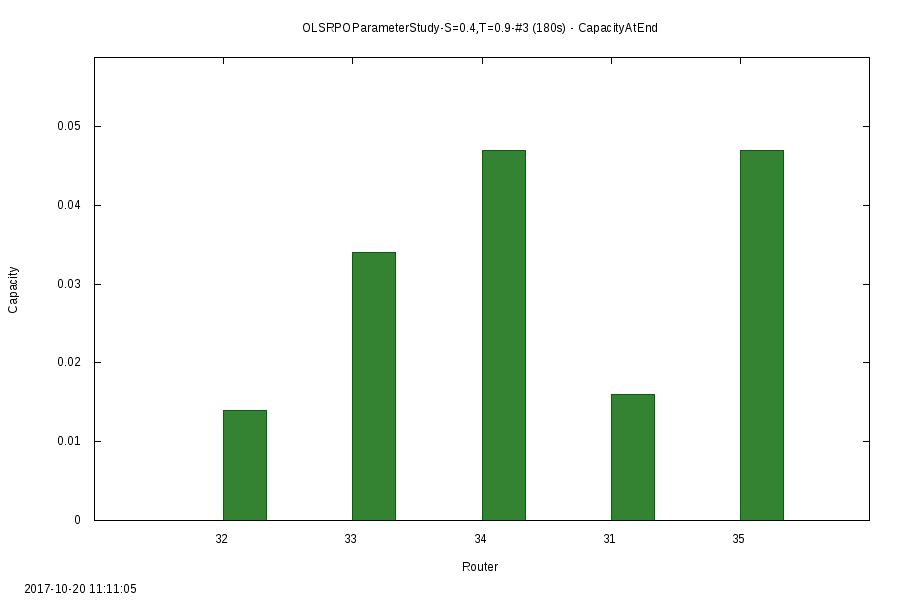 OLSRPOParameterStudy-S=0.4,T=0.9-#3 (180s) - CapacityAtEnd
0.05
0.04
0.03
0.02
0.01
0
Capacity
32 33 34 31 35
Router
2017-10-20 11:11:05